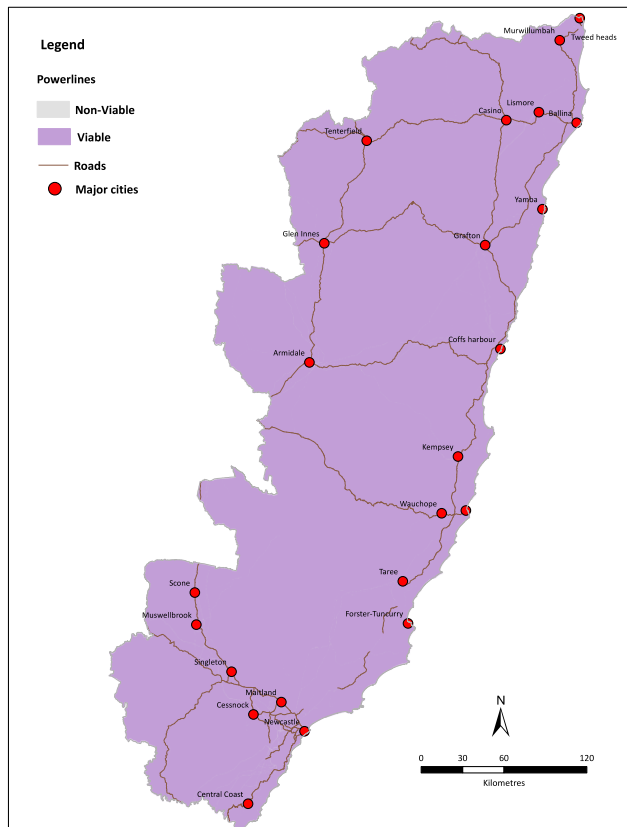 Legend
Powerlines
Non-Viable
Viable
Roads
Major cities
Murwillumbah
Tweed heads
Lismore
Casino
Ballina
Tenterfield
Yamba
Glen Innes
Grafton
Coffs harbour
Armidale
Kempsey
Wauchope
Taree
Scone
Forster-Tuncurry
Muswellbrook
Singleton
Maitland
Cessnock
Newcastle
Central Coast
N
0 30 60 120
Kilometres